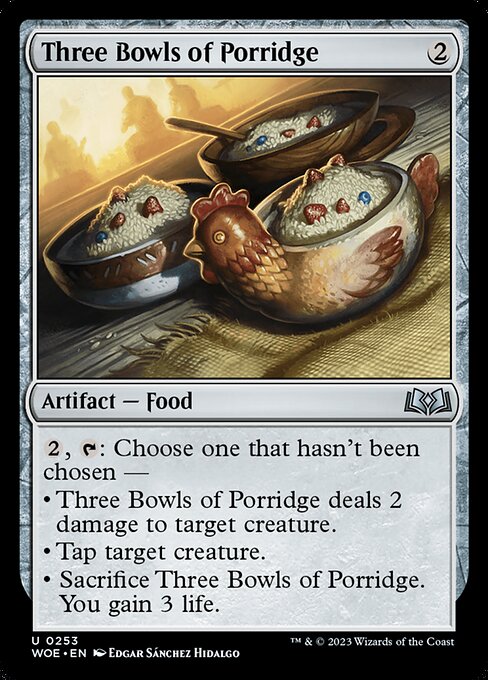 Three Bowls of Porridge 2
Artifact — Food
2, T: Choose one that hasn't been
chosen —
• Three Bowls of Porridge deals 2
damage to target creature.
• Tap target creature.
• Sacrifice Three Bowls of Porridge.
You gain 3 life.
U 0253
WOE • EN Edgar Sánchez Hidalgo
™ & © 2023 Wizards of the Coast